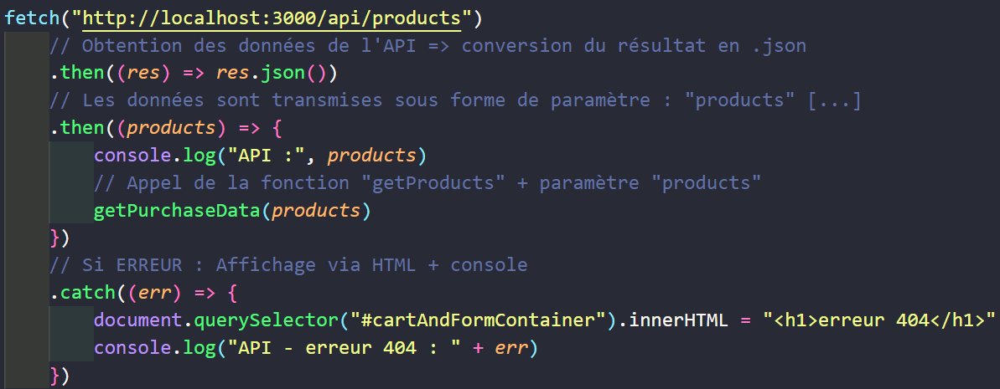 fetch("http://localhost:3000/api/products")
// Obtention des données de l'API => conversion du résultat en .json
.then((res) => res.json())
// Les données sont transmises sous forme de paramètre : "products" [...]
.then((products) => {
console.log("API :", products)
// Appel de la fonction "getProducts" + paramètre "products"
getPurchaseData(products)
})
// Si ERREUR : Affichage via HTML + console
.catch((err) => {
document.querySelector("#cartAndFormContainer").innerHTML = "<h1>erreur 404</h1>"
console.log("API - erreur 404 : " + err)
})